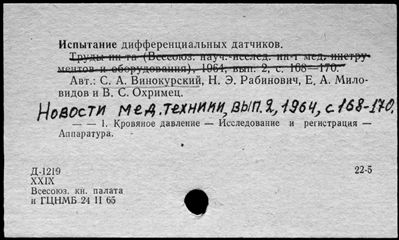 Испытание дифференциальных датчиков.
Труды ин-та (Всесоюз. науч.-исслед. ин-т мед. инстру-
ментов и оборудования), 1964, вып. 2, с. 168—170.
Авт.: С. А. Винокурский, Н. Э. Рабинович, Е. А. Мило-
видов и В. С. Охримец.
Новости мед. техники, вып. 2, 1964, с 168-170.
— — 1. Кровяное давление — Исследование и регистрация —
Аппаратура.
Д-1219 22-5
XXIX
Всесоюз. кн. палата
и ГЦНМБ 24 II 65